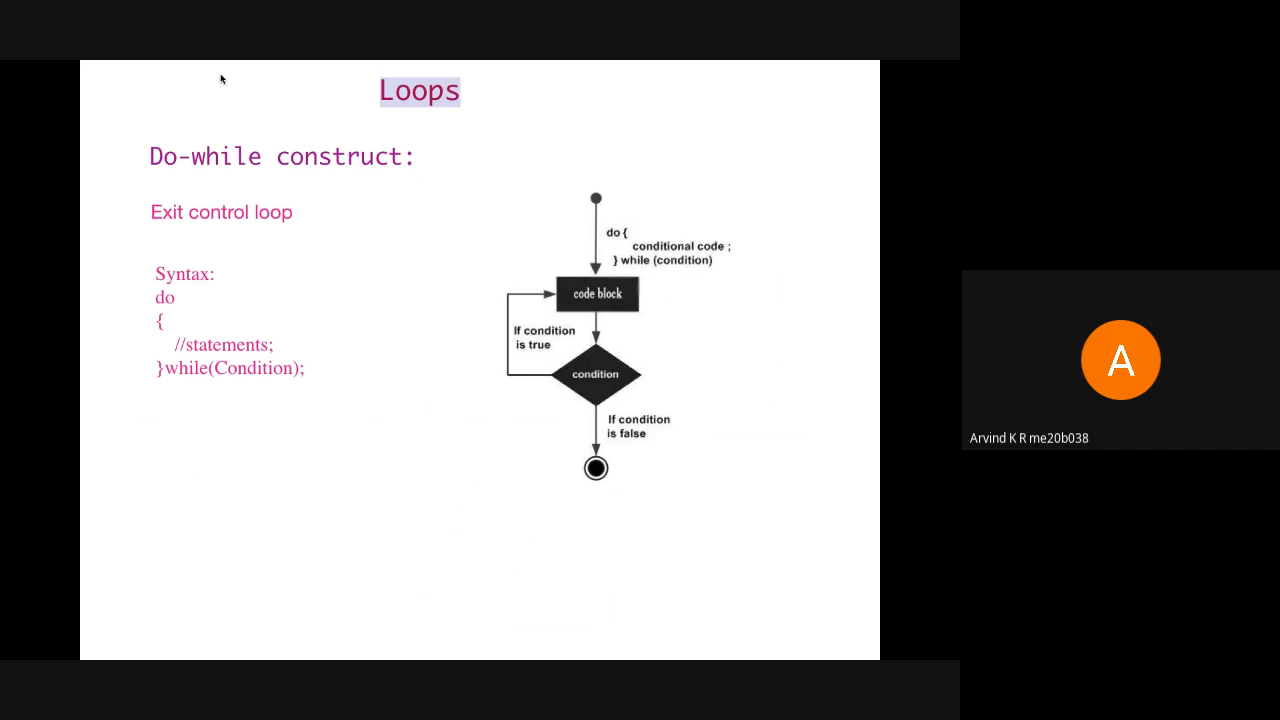 Loops
Do-while construct:
Exit control loop
Syntax:
do
{
//statements;
}while(Condition);
do {
conditional code ;
} while (condition)
code block
If condition
is true
condition
If condition
is false
A
Arvind K R me20b038